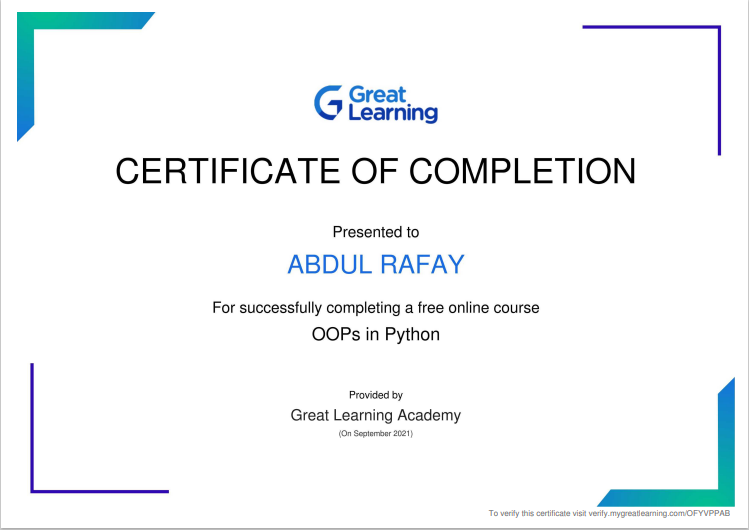 Great
Learning
CERTIFICATE OF COMPLETION
Presented to
ABDUL RAFAY
For successfully completing a free online course
OOPs in Python
Provided by
Great Learning Academy
(On September 2021)
To verify this certificate visit verify.mygreatlearning.com/OFYVPPAB